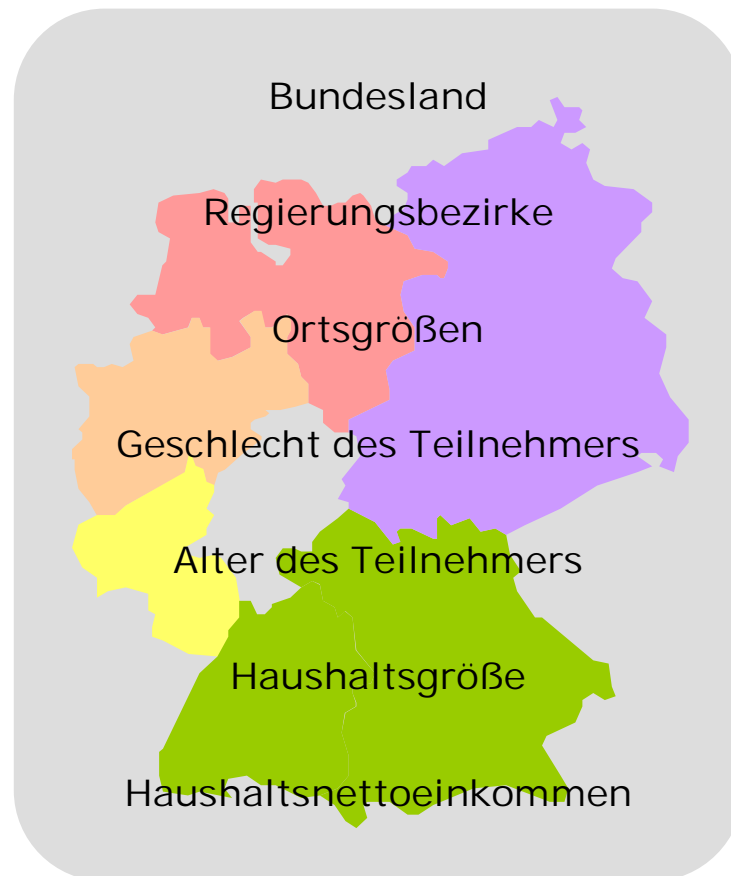 Bundesland
Regierungsbezirke
Ortsgrößen
Geschlecht des Teilnehmers
Alter des Teilnehmers
Haushaltsgröße
Haushaltsnettoeinkommen